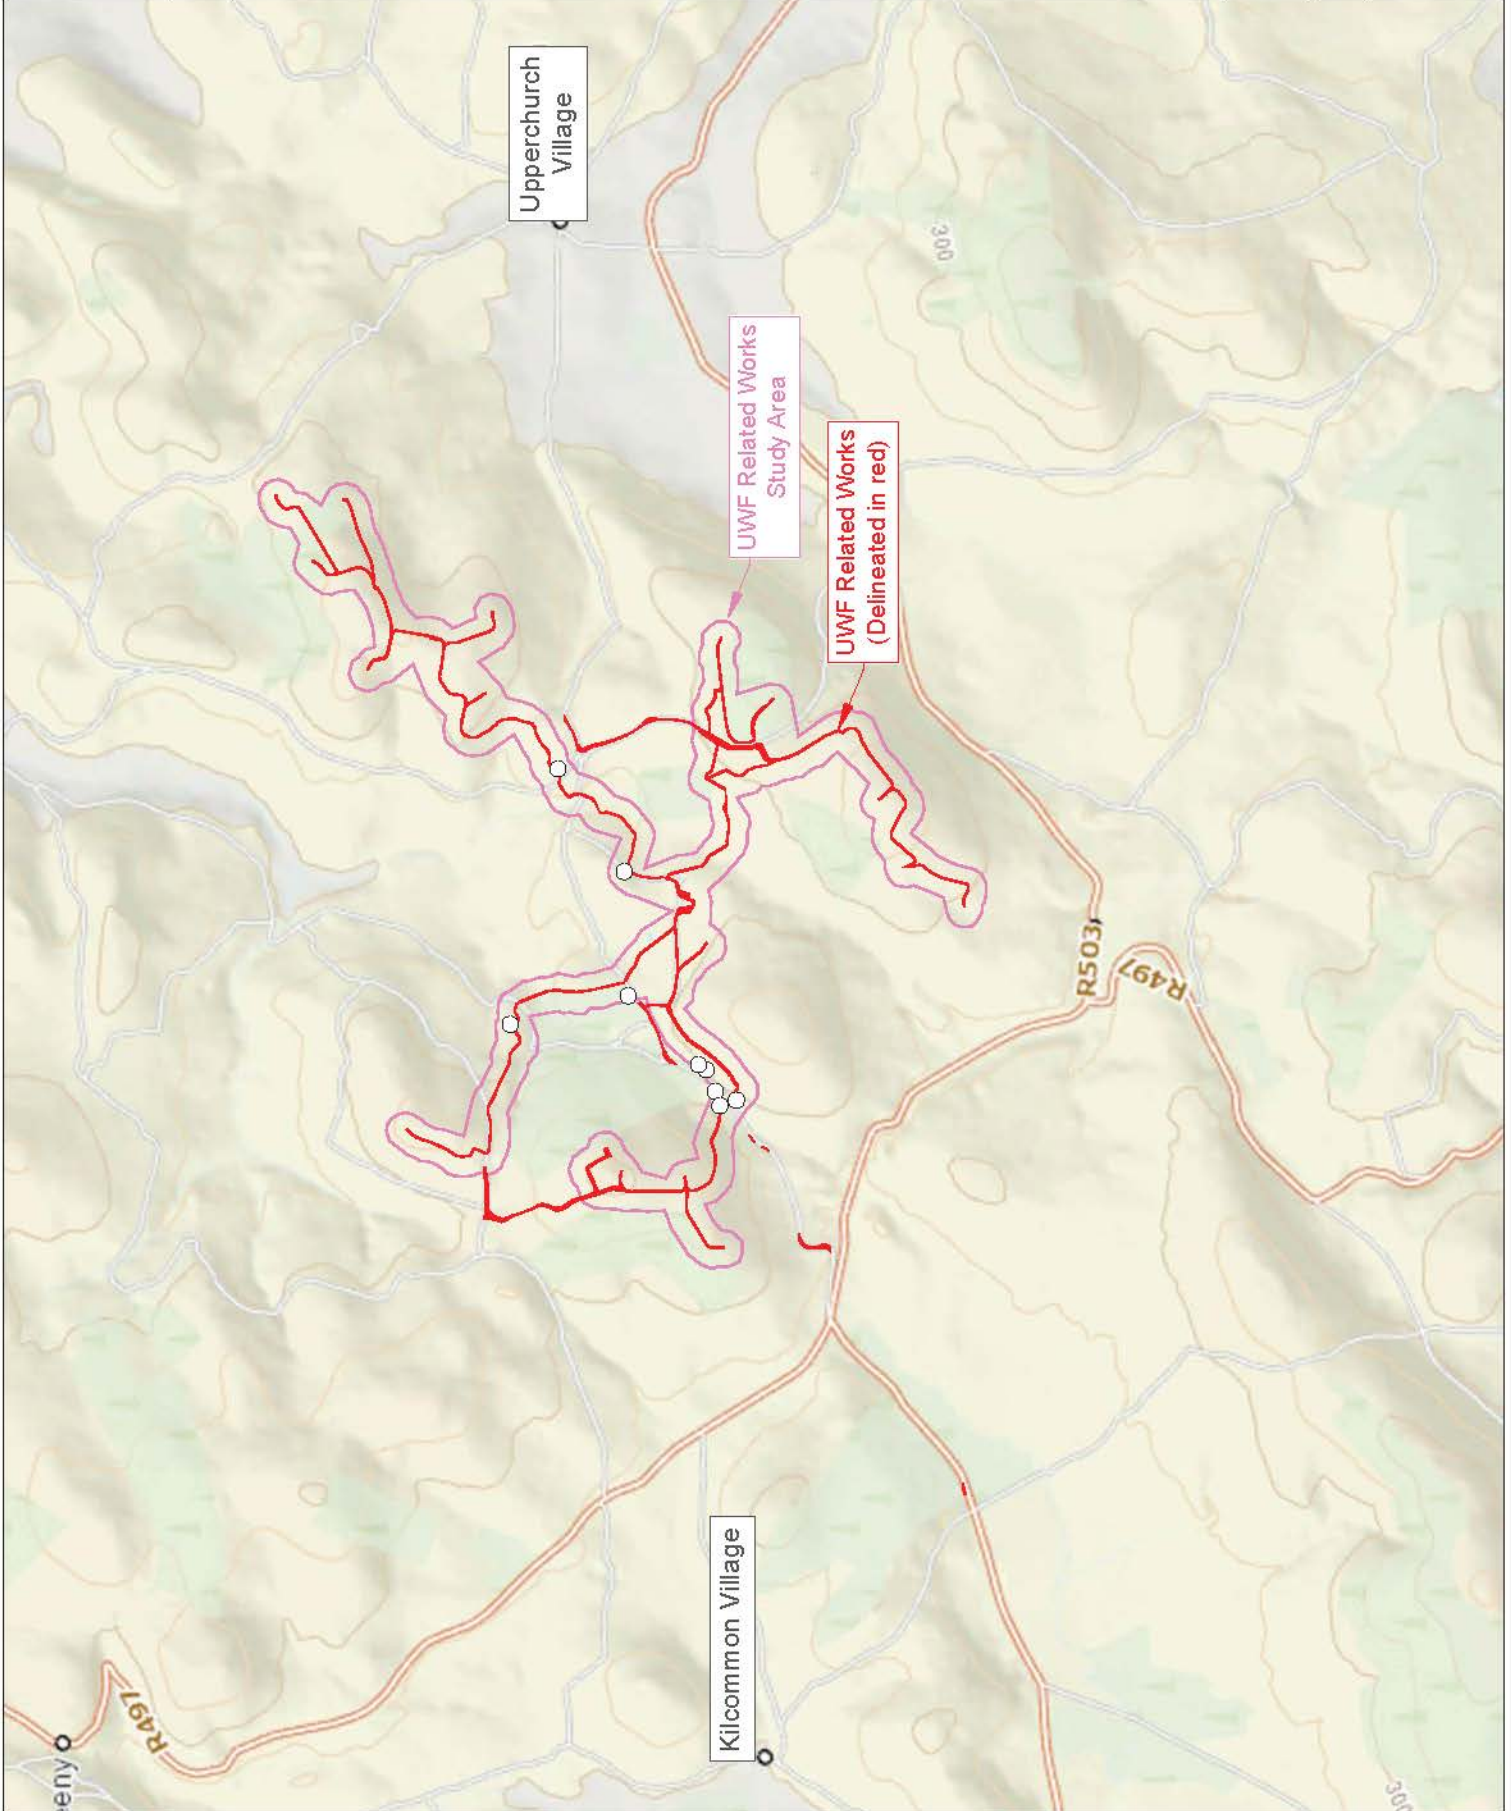 Upperchurch
Village
UWF Related Works
Study Area
UWF Related Works
(Delineated in red)
300
R503
R497
Kilcommon Village
R497
eeny
300